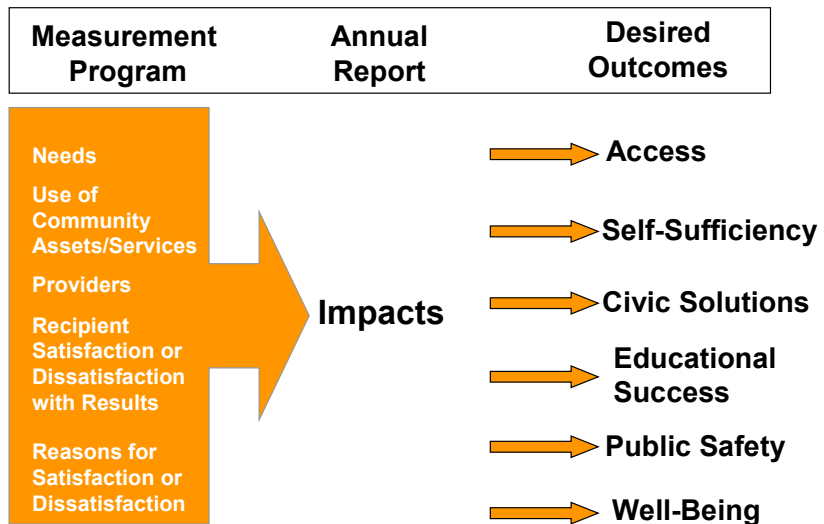 Measurement
Program
Annual
Report
Desired
Outcomes
Needs
Use of
Community
Assets/Services
Providers
Recipient
Satisfaction or
Dissatisfaction
with Results
Reasons for
Satisfaction or
Dissatisfaction
Impacts
Access
Self-Sufficiency
Civic Solutions
Educational
Success
Public Safety
Well-Being